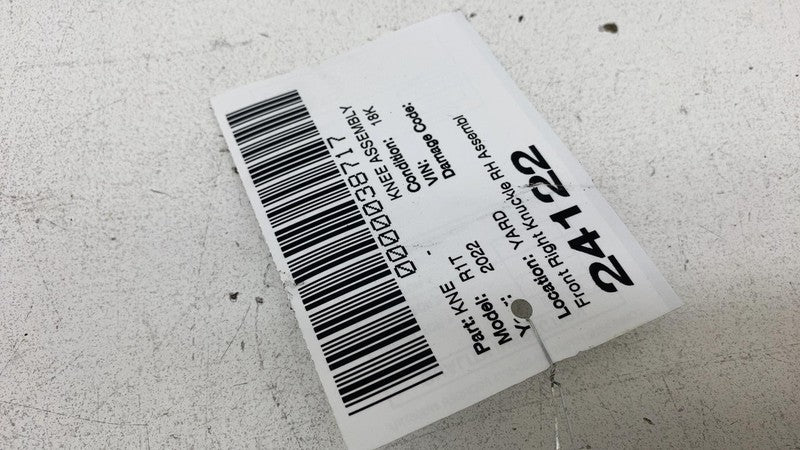 0000038717
Part: KNE - KNEE ASSEMBLY
Model: R1T Condition: 18K
Y 2022 VIN:
Damage Code:
Location: YARD
Front Right Knuckle RH Assembl
24122